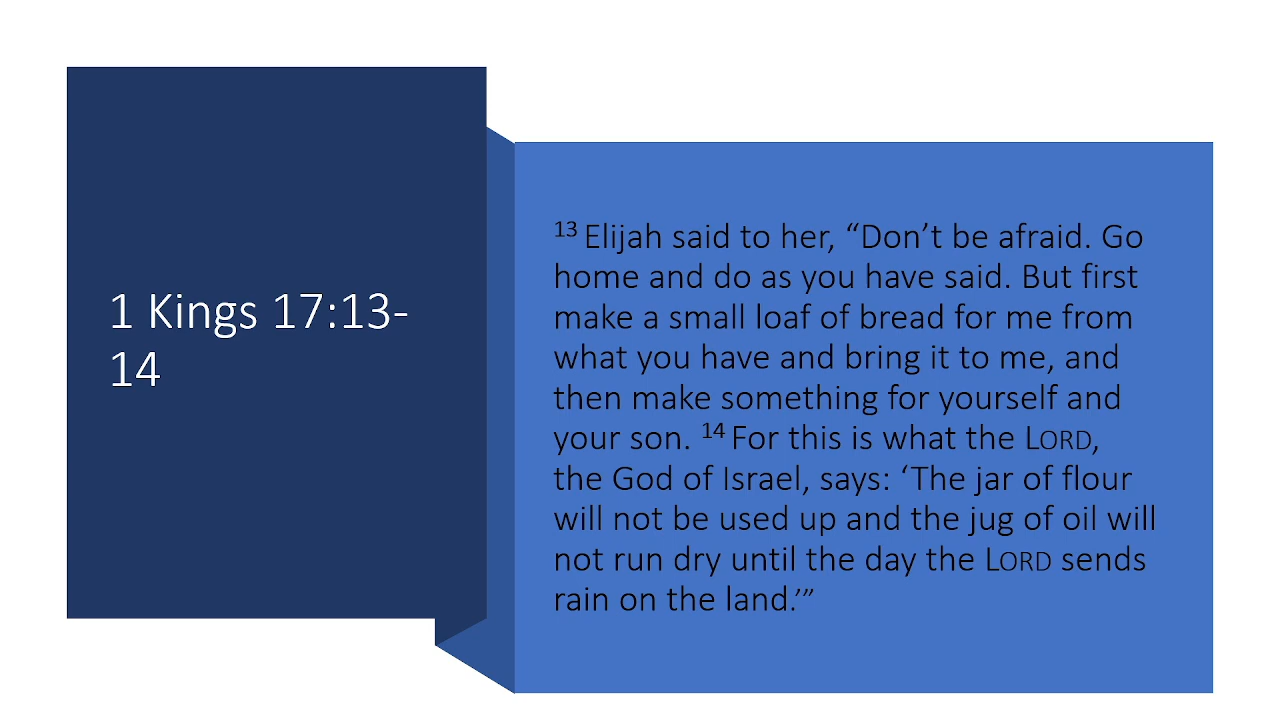 1 Kings 17:13-
14
13 Elijah said to her, “Don’t be afraid. Go
home and do as you have said. But first
make a small loaf of bread for me from
what you have and bring it to me, and
then make something for yourself and
your son. 14 For this is what the LORD,
the God of Israel, says: ‘The jar of flour
will not be used up and the jug of oil will
not run dry until the day the LORD sends
rain on the land.’”